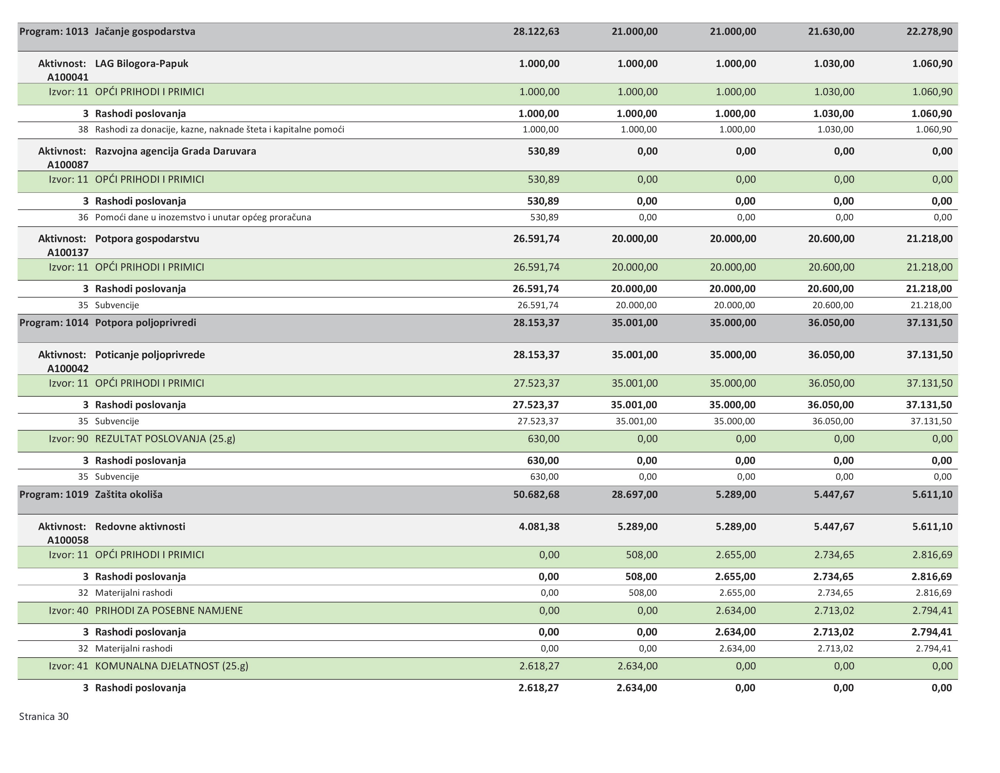 Program: 1013 Jačanje gospodarstva 28.122,63 21.000,00 21.000,00 21.630,00 22.278,90
Aktivnost: LAG Bilogora-Papuk 1.000,00 1.000,00 1.000,00 1.030,00 1.060,90
A100041
Izvor: 11 OPĆI PRIHODI I PRIMICI 1.000,00 1.000,00 1.000,00 1.030,00 1.060,90
3 Rashodi poslovanja 1.000,00 1.000,00 1.000,00 1.030,00 1.060,90
38 Rashodi za donacije, kazne, naknade šteta i kapitalne pomoći 1.000,00 1.000,00 1.000,00 1.030,00 1.060,90
Aktivnost: Razvojna agencija Grada Daruvara 530,89 0,00 0,00 0,00 0,00
A100087
Izvor: 11 OPĆI PRIHODI I PRIMICI 530,89 0,00 0,00 0,00 0,00
3 Rashodi poslovanja 530,89 0,00 0,00 0,00 0,00
36 Pomoći dane u inozemstvo i unutar općeg proračuna 530,89 0,00 0,00 0,00 0,00
Aktivnost: Potpora gospodarstvu 26.591,74 20.000,00 20.000,00 20.600,00 21.218,00
A100137
Izvor: 11 OPĆI PRIHODI I PRIMICI 26.591,74 20.000,00 20.000,00 20.600,00 21.218,00
3 Rashodi poslovanja 26.591,74 20.000,00 20.000,00 20.600,00 21.218,00
35 Subvencije 26.591,74 20.000,00 20.000,00 20.600,00 21.218,00
Program: 1014 Potpora poljoprivredi 28.153,37 35.001,00 35.000,00 36.050,00 37.131,50
Aktivnost: Poticanje poljoprivrede 28.153,37 35.001,00 35.000,00 36.050,00 37.131,50
A100042
Izvor: 11 OPĆI PRIHODI I PRIMICI 27.523,37 35.001,00 35.000,00 36.050,00 37.131,50
3 Rashodi poslovanja 27.523,37 35.001,00 35.000,00 36.050,00 37.131,50
35 Subvencije 27.523,37 35.001,00 35.000,00 36.050,00 37.131,50
Izvor: 90 REZULTAT POSLOVANJA (25.g) 630,00 0,00 0,00 0,00 0,00
3 Rashodi poslovanja 630,00 0,00 0,00 0,00 0,00
35 Subvencije 630,00 0,00 0,00 0,00 0,00
Program: 1019 Zaštita okoliša 50.682,68 28.697,00 5.289,00 5.447,67 5.611,10
Aktivnost: Redovne aktivnosti 4.081,38 5.289,00 5.289,00 5.447,67 5.611,10
A100058
Izvor: 11 OPĆI PRIHODI I PRIMICI 0,00 508,00 2.655,00 2.734,65 2.816,69
3 Rashodi poslovanja 0,00 508,00 2.655,00 2.734,65 2.816,69
32 Materijalni rashodi 0,00 508,00 2.655,00 2.734,65 2.816,69
Izvor: 40 PRIHODI ZA POSEBNE NAMJENE 0,00 0,00 2.634,00 2.713,02 2.794,41
3 Rashodi poslovanja 0,00 0,00 2.634,00 2.713,02 2.794,41
32 Materijalni rashodi 0,00 0,00 2.634,00 2.713,02 2.794,41
Izvor: 41 KOMUNALNA DJELATNOST (25.g) 2.618,27 2.634,00 0,00 0,00 0,00
3 Rashodi poslovanja 2.618,27 2.634,00 0,00 0,00 0,00
Stranica 30